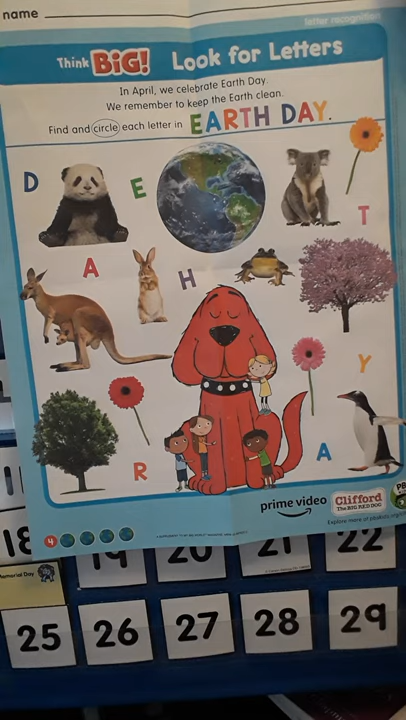 name
letter recognition
Think BIG! Look for Letters
In April, we celebrate Earth Day.
We remember to keep the Earth clean.
Find and circle each letter in EARTH DAY.
D
E
T
A
H
Y
R
A
prime video
Clifford
THE BIG RED DOG
Explore more at
4
18 19 20 21 22
Memorial Day
25 26 27 28 29